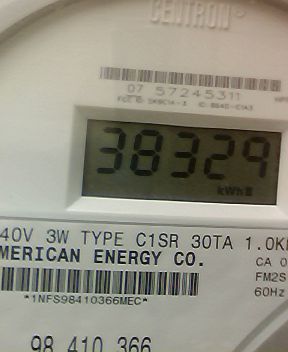 CENTRON®
07 57245311
38329
kWh
40V 3W TYPE C1SR 30TA 1.0K
MERICAN ENERGY CO.
CA 0
FM2S
*1NFS98410366MEC*
60Hz
98 410 366